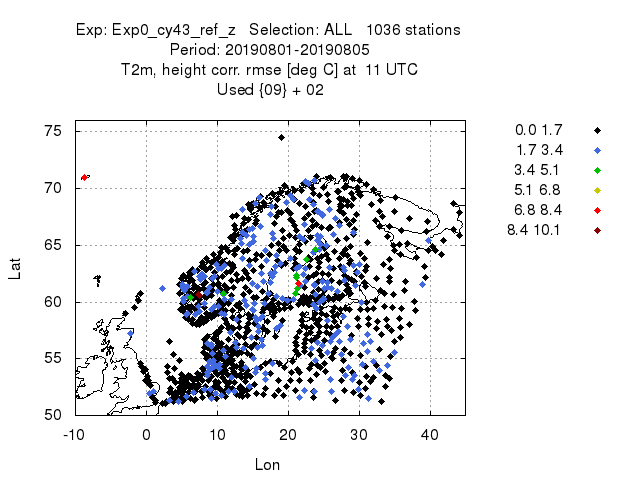 Exp: Exp0_cy43_ref_z   Selection: ALL   1036 stations
Period: 20190801-20190805
T2m, height corr. rmse [deg C] at  11 UTC
Used {09} + 02
75
70
65
60
55
50
-10 0 10 20 30 40
Lat
Lon
0.0 1.7
1.7 3.4
3.4 5.1
5.1 6.8
6.8 8.4
8.4 10.1